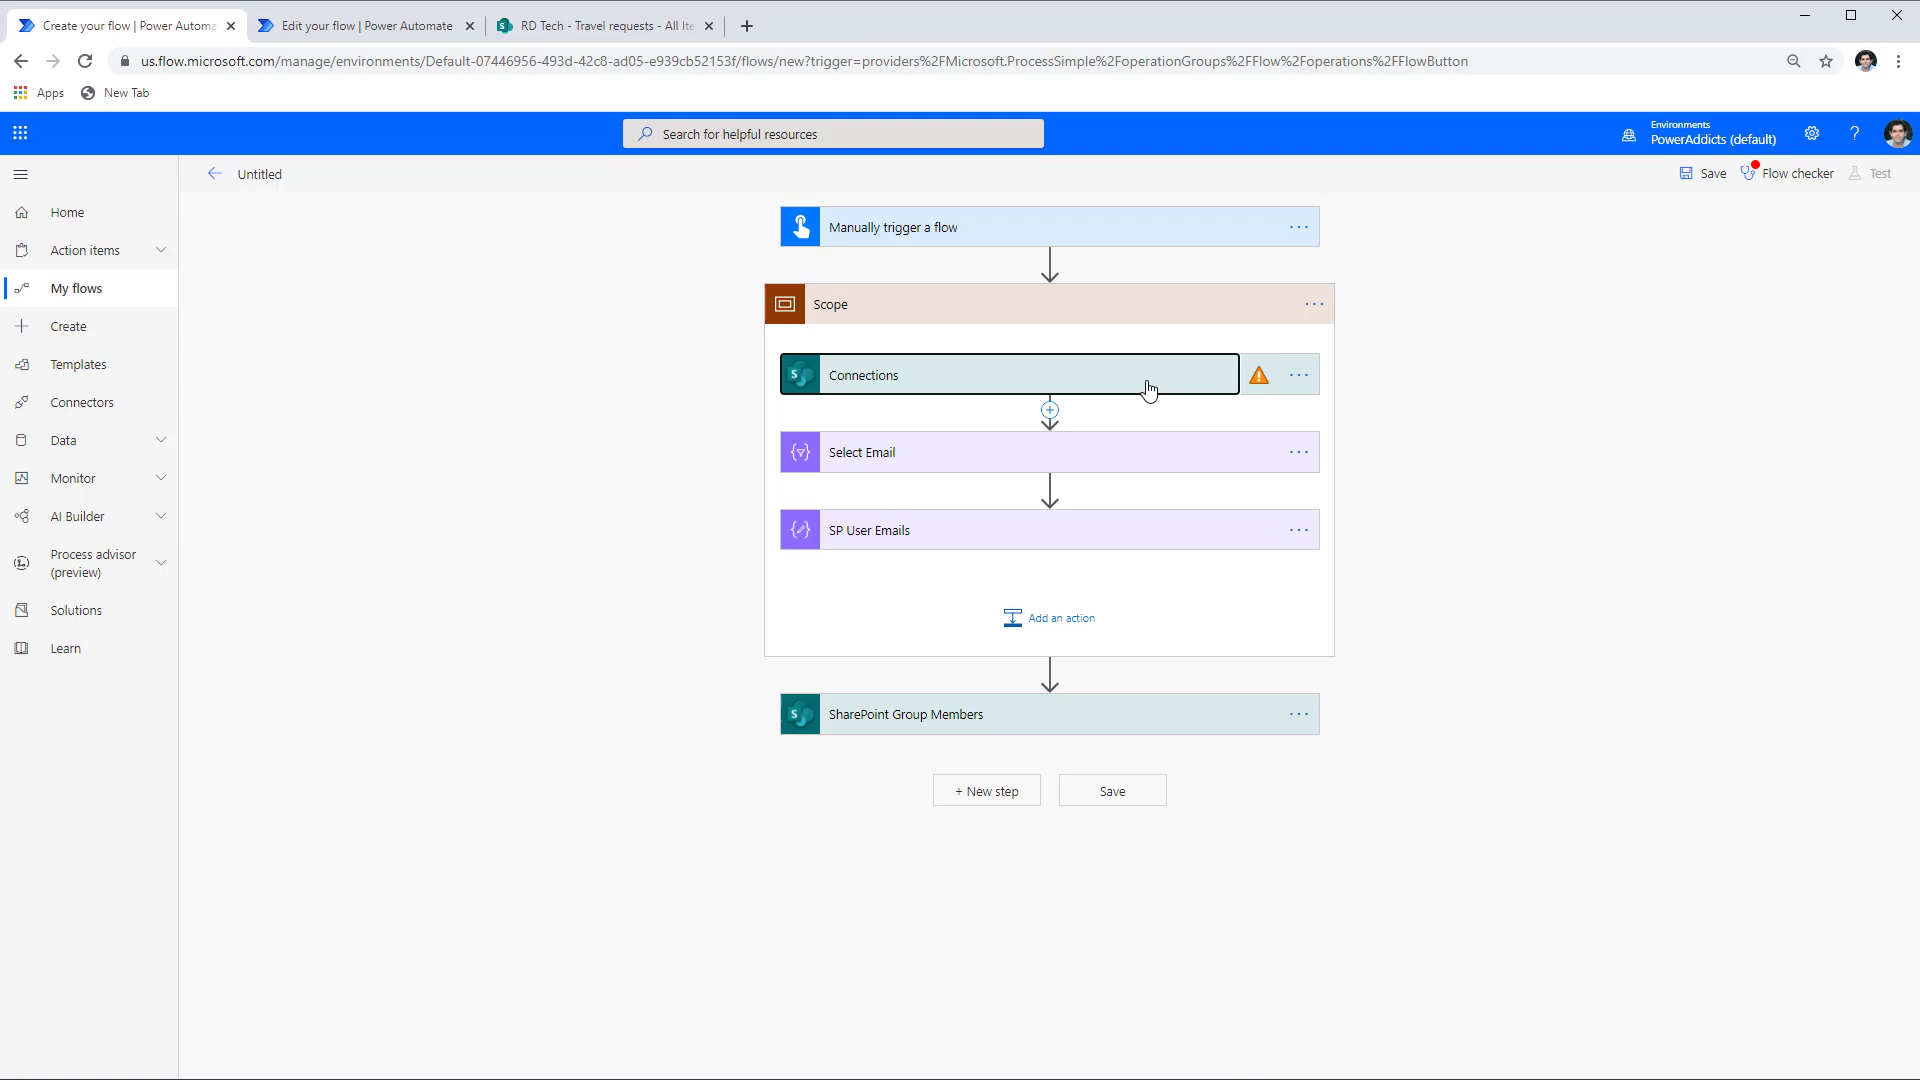 Create your flow | Power Automa
Edit your flow | Power Automate
RD Tech - Travel requests - All Ite
us.flow.microsoft.com/manage/environments/Default-07446956-493d-42c8-ad05-e939cb52153f/flows/new?trigger=providers%2FMicrosoft.ProcessSimple%2FoperationGroups%2FFlow%2Foperations%2FFlowButton
Apps
New Tab
Search for helpful resources
Environments
PowerAddicts (default)
?
Untitled
Save
Flow checker
Test
Home
Action items
My flows
Create
Templates
Connectors
Data
Monitor
AI Builder
Process advisor
(preview)
Solutions
Learn
Manually trigger a flow
Scope
S
Connections
Select Email
SP User Emails
Add an action
S
SharePoint Group Members
+ New step
Save